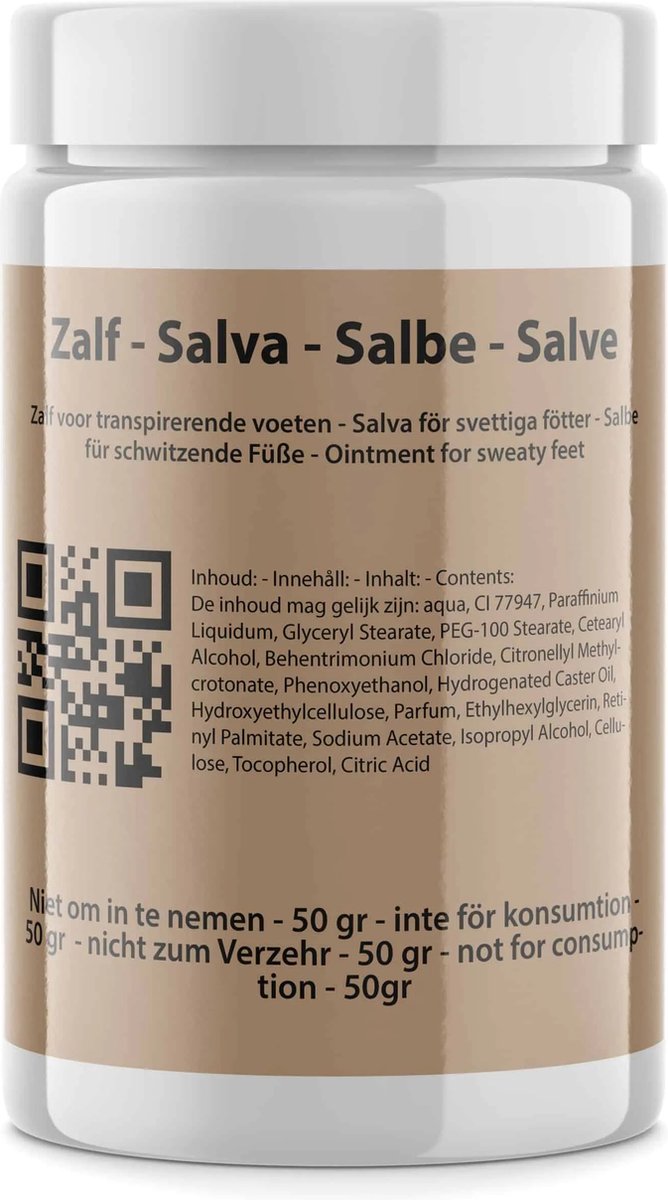 Zalf - Salva - Salbe - Salve
Zalf voor transpirerende voeten - Salva för svettiga fötter - Salbe
für schwitzende Füße - Ointment for sweaty feet
Inhoud: - Innehåll: - Inhalt: - Contents:
De inhoud mag gelijk zijn: aqua, CI 77947, Paraffinium
Liquidum, Glyceryl Stearate, PEG-100 Stearate, Cetearyl
Alcohol, Behentrimonium Chloride, Citronellyl Methyl-
crotonate, Phenoxyethanol, Hydrogenated Caster Oil,
Hydroxyethylcellulose, Parfum, Ethylhexylglycerin, Reti-
nyl Palmitate, Sodium Acetate, Isopropyl Alcohol, Cellu-
lose, Tocopherol, Citric Acid
Niet om in te nemen - 50 gr - inte för konsumtion -
50 gr - nicht zum Verzehr - 50 gr - not for consump-
tion - 50gr